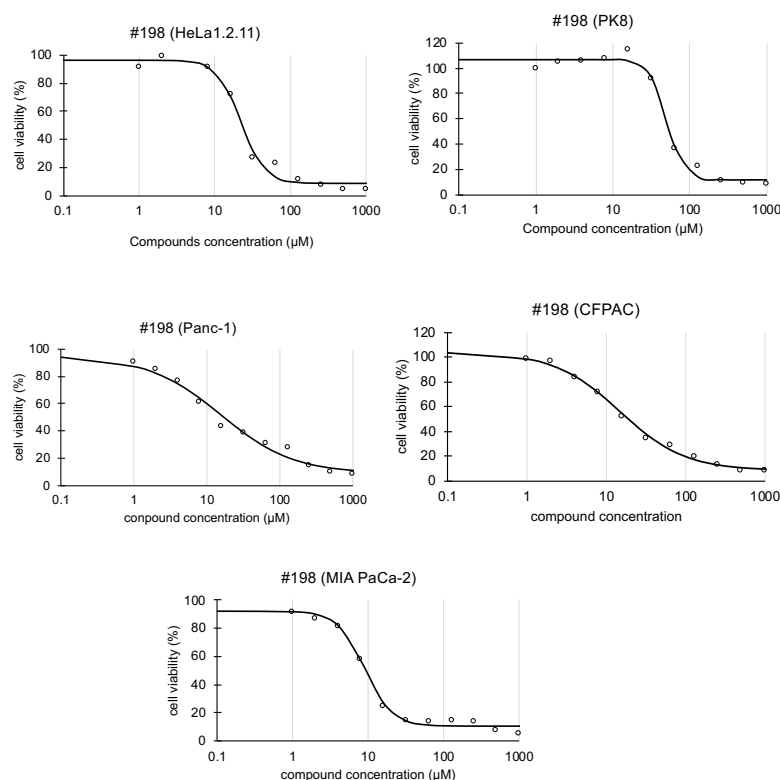 #198 (HeLa1.2.11)
cell viability (%)
100
80
60
40
20
0
0.1 1 10 100 1000
Compounds concentration (µM)
#198 (PK8)
cell viability (%)
120
100
80
60
40
20
0
0.1 1 10 100 1000
Compound concentration (µM)
#198 (Panc-1)
cell viability (%)
100
80
60
40
20
0
0.1 1 10 100 1000
compound concentration (µM)
#198 (CFPAC)
cell viability (%)
120
100
80
60
40
20
0
0.1 1 10 100 1000
compound concentration
#198 (MIA PaCa-2)
cell viability (%)
100
80
60
40
20
0
0.1 1 10 100 1000
compound concentration (µM)